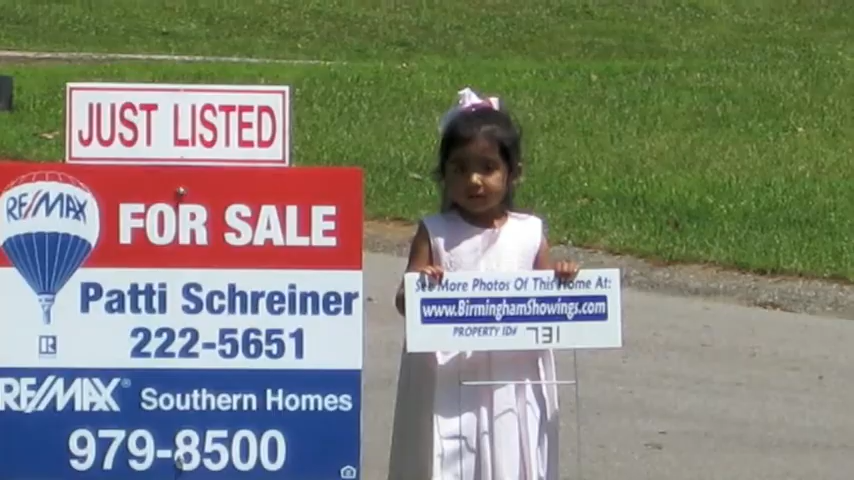 JUST LISTED
RE/MAX
FOR SALE
Patti Schreiner
222-5651
R
RE/MAX® Southern Homes
979-8500
See More Photos Of This Home At:
www.BirminghamShowings.com
PROPERTY ID# 731